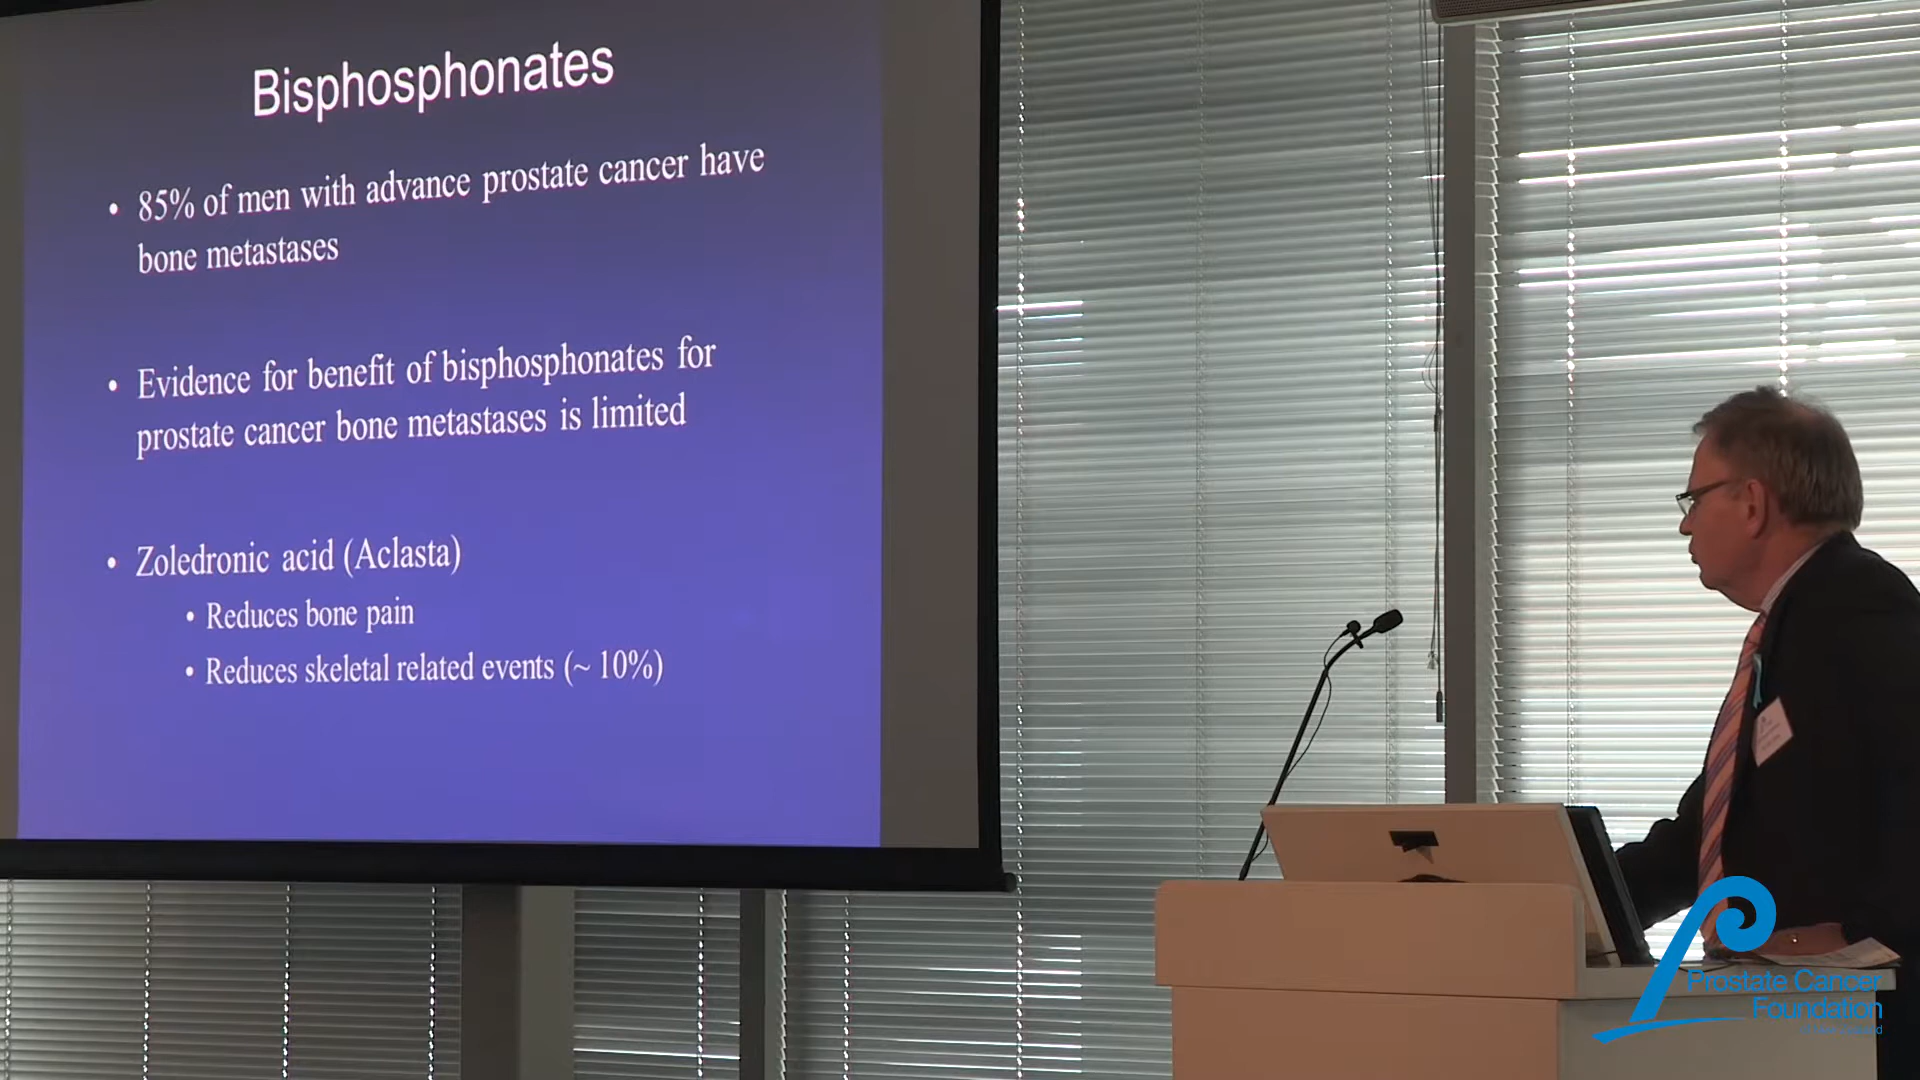 Bisphosphonates
• 85% of men with advance prostate cancer have
bone metastases
• Evidence for benefit of bisphosphonates for
prostate cancer bone metastases is limited
• Zoledronic acid (Aclasta)
• Reduces bone pain
• Reduces skeletal related events (~ 10%)
Prostate Cancer
Foundation